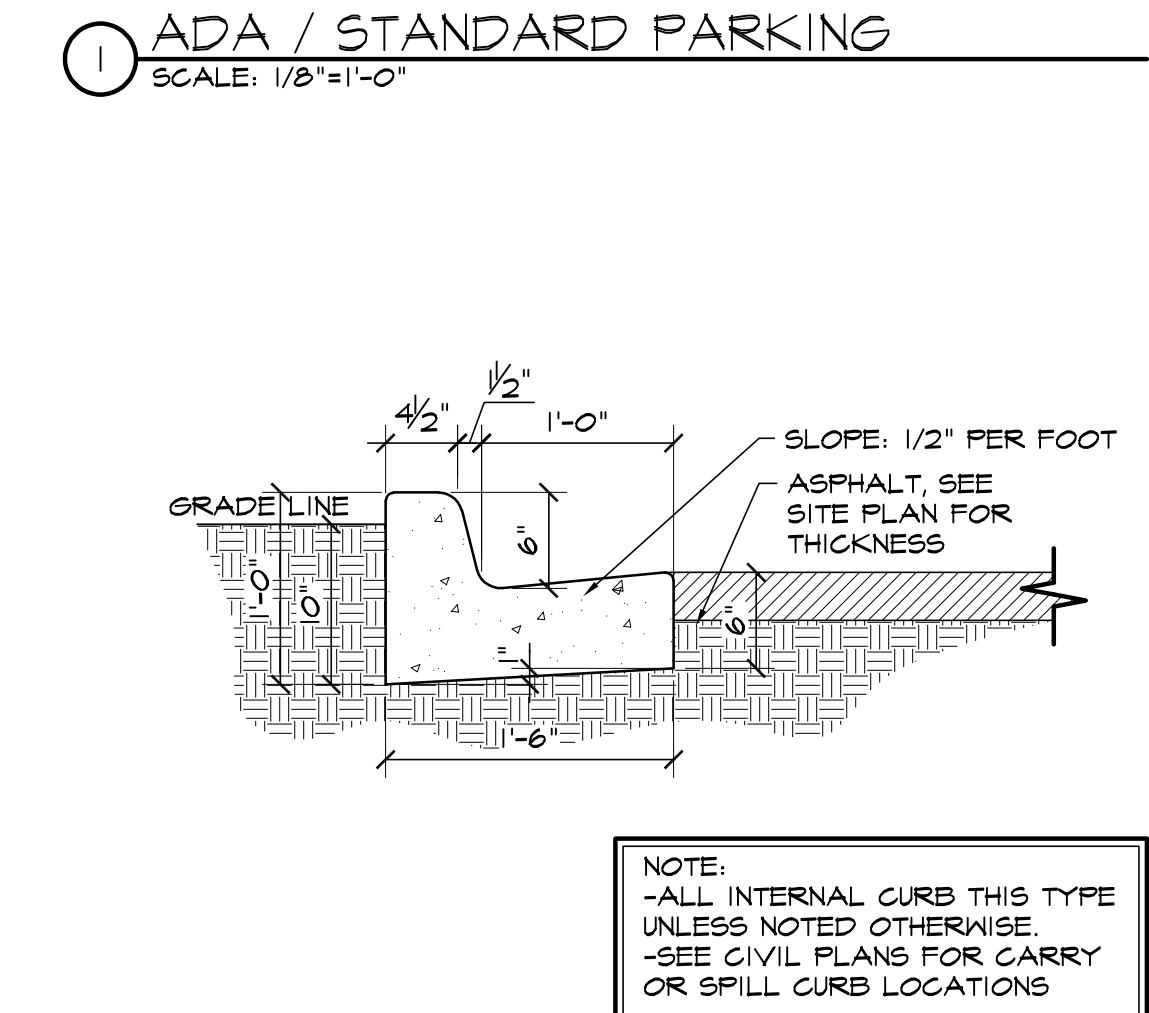 1
ADA / STANDARD PARKING
SCALE: 1/8"=1'-0"
1 1/2"
4 1/2"
1'-0"
SLOPE: 1/2" PER FOOT
ASPHALT, SEE
SITE PLAN FOR
THICKNESS
GRADE LINE
6"
1'-0"
10"
6"
1"
1'-6"
NOTE:
-ALL INTERNAL CURB THIS TYPE
UNLESS NOTED OTHERWISE.
-SEE CIVIL PLANS FOR CARRY
OR SPILL CURB LOCATIONS